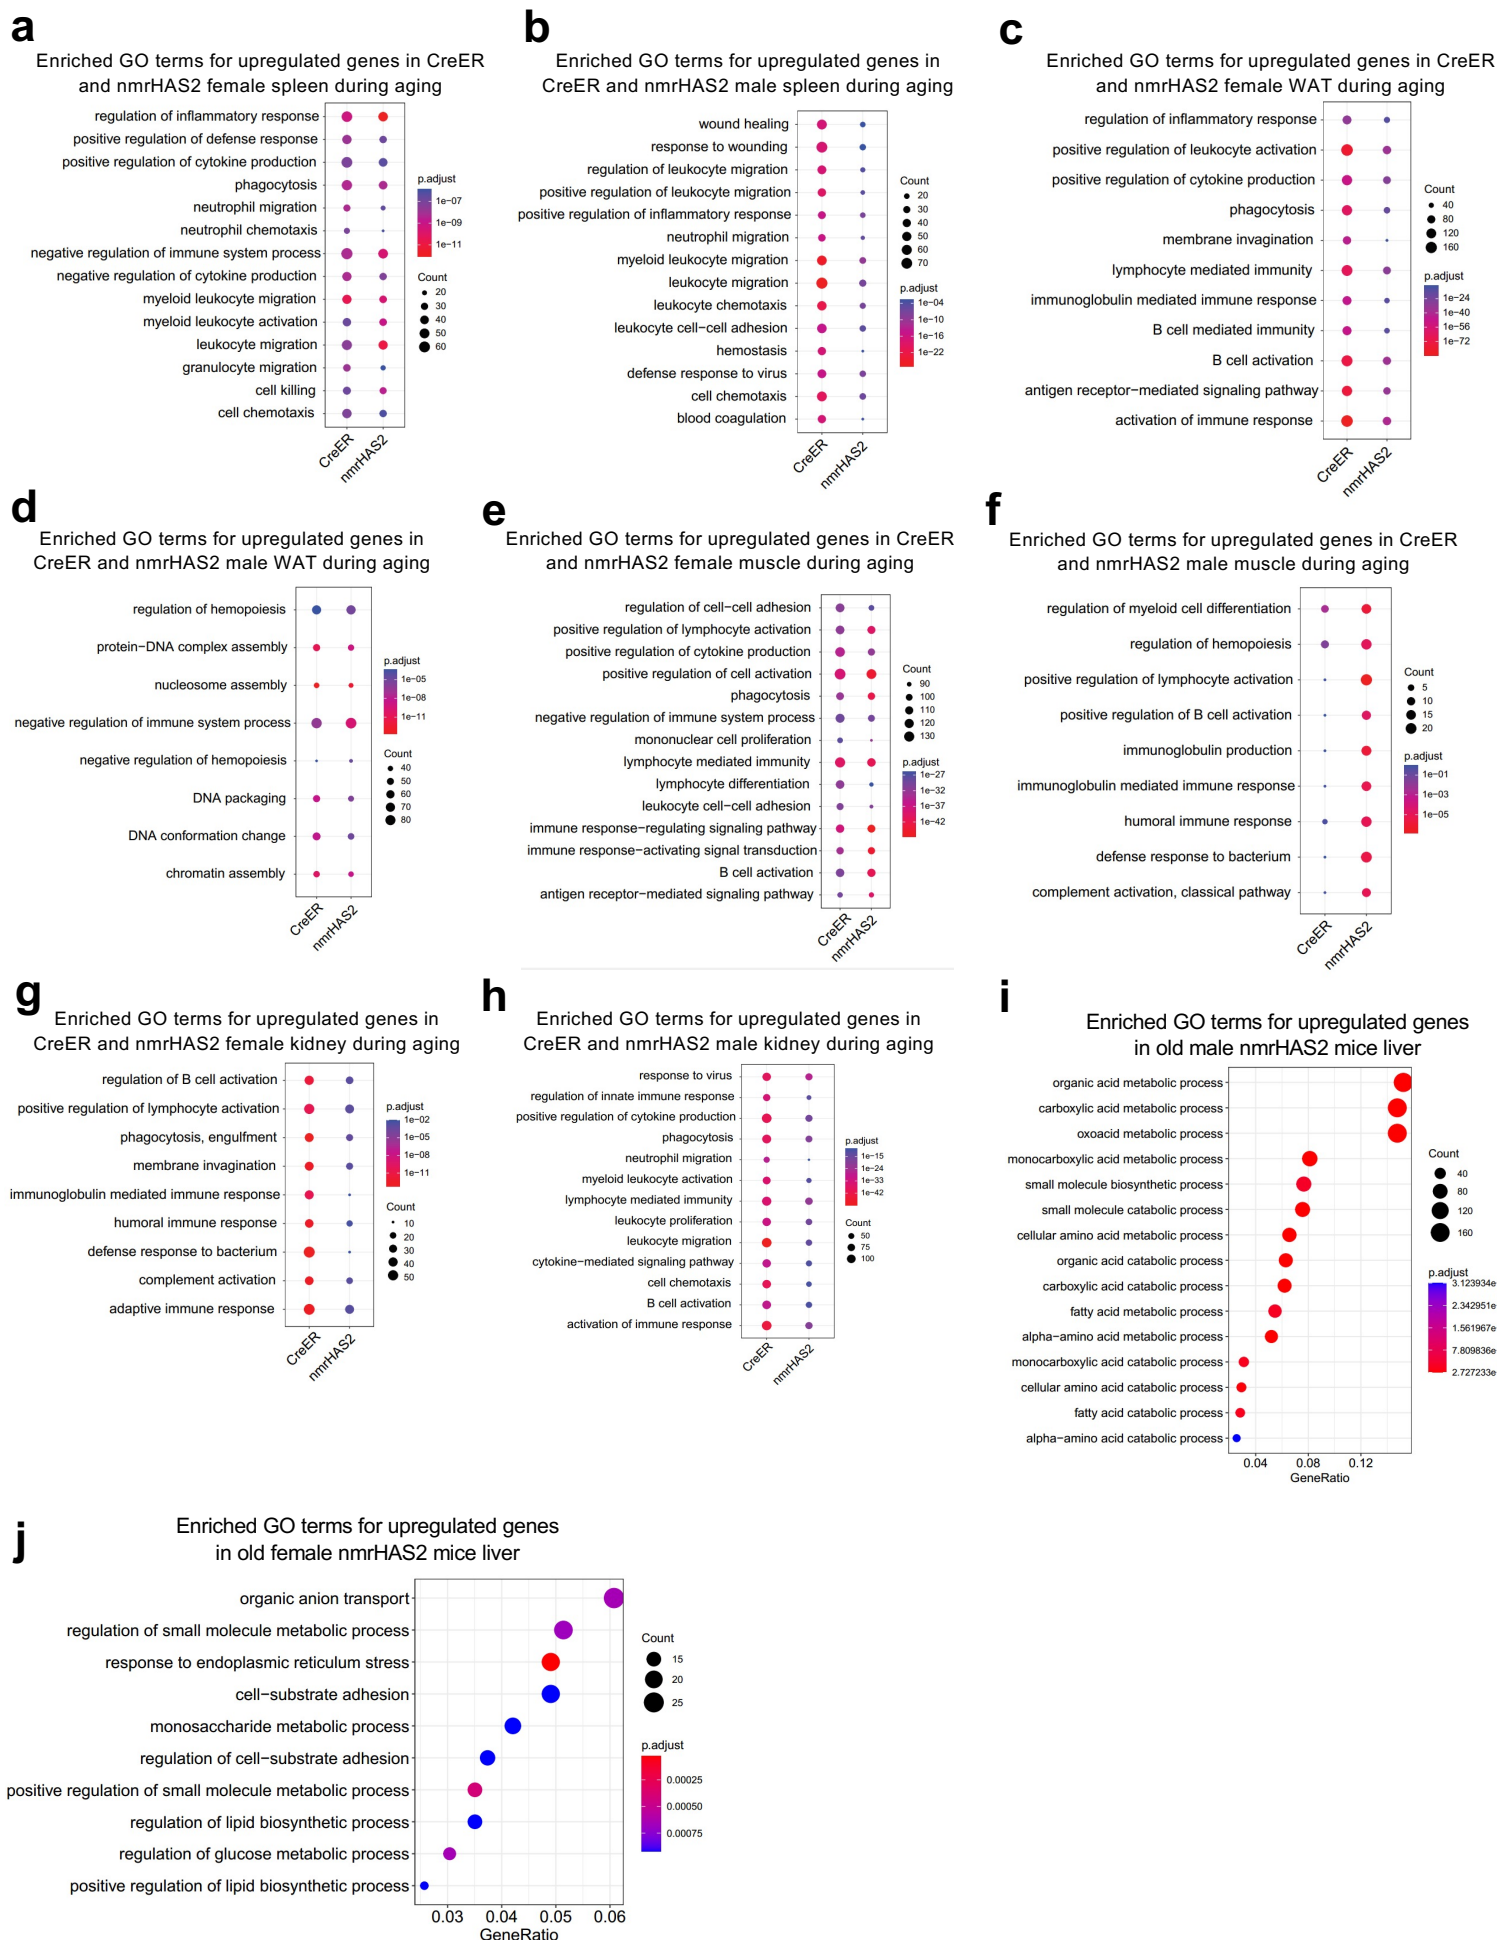 a
Enriched GO terms for upregulated genes in CreER
and nmrHAS2 female spleen during aging
regulation of inflammatory response
positive regulation of defense response
positive regulation of cytokine production
phagocytosis
neutrophil migration
neutrophil chemotaxis
negative regulation of immune system process
negative regulation of cytokine production
myeloid leukocyte migration
myeloid leukocyte activation
leukocyte migration
granulocyte migration
cell killing
cell chemotaxis
CreER
nmrHAS2
p.adjust
1e−07
1e−09
1e−11
Count
20
30
40
50
60
b
Enriched GO terms for upregulated genes in
CreER and nmrHAS2 male spleen during aging
wound healing
response to wounding
regulation of leukocyte migration
positive regulation of leukocyte migration
positive regulation of inflammatory response
neutrophil migration
myeloid leukocyte migration
leukocyte migration
leukocyte chemotaxis
leukocyte cell−cell adhesion
hemostasis
defense response to virus
cell chemotaxis
blood coagulation
CreER
nmrHAS2
Count
20
30
40
50
60
70
p.adjust
1e−04
1e−10
1e−16
1e−22
c
Enriched GO terms for upregulated genes in CreER
and nmrHAS2 female WAT during aging
regulation of inflammatory response
positive regulation of leukocyte activation
positive regulation of cytokine production
phagocytosis
membrane invagination
lymphocyte mediated immunity
immunoglobulin mediated immune response
B cell mediated immunity
B cell activation
antigen receptor−mediated signaling pathway
activation of immune response
CreER
nmrHAS2
Count
40
80
120
160
p.adjust
1e−24
1e−40
1e−56
1e−72
d
Enriched GO terms for upregulated genes in
CreER and nmrHAS2 male WAT during aging
regulation of hemopoiesis
protein−DNA complex assembly
nucleosome assembly
negative regulation of immune system process
negative regulation of hemopoiesis
DNA packaging
DNA conformation change
chromatin assembly
CreER
nmrHAS2
p.adjust
1e−05
1e−08
1e−11
Count
40
50
60
70
80
e
Enriched GO terms for upregulated genes in CreER
and nmrHAS2 female muscle during aging
regulation of cell−cell adhesion
positive regulation of lymphocyte activation
positive regulation of cytokine production
positive regulation of cell activation
phagocytosis
negative regulation of immune system process
mononuclear cell proliferation
lymphocyte mediated immunity
lymphocyte differentiation
leukocyte cell−cell adhesion
immune response−regulating signaling pathway
immune response−activating signal transduction
B cell activation
antigen receptor−mediated signaling pathway
CreER
nmrHAS2
Count
90
100
110
120
130
p.adjust
1e−27
1e−32
1e−37
1e−42
f
Enriched GO terms for upregulated genes in CreER
and nmrHAS2 male muscle during aging
regulation of myeloid cell differentiation
regulation of hemopoiesis
positive regulation of lymphocyte activation
positive regulation of B cell activation
immunoglobulin production
immunoglobulin mediated immune response
humoral immune response
defense response to bacterium
complement activation, classical pathway
CreER
nmrHAS2
Count
5
10
15
20
p.adjust
1e−01
1e−03
1e−05
g
Enriched GO terms for upregulated genes in
CreER and nmrHAS2 female kidney during aging
regulation of B cell activation
positive regulation of lymphocyte activation
phagocytosis, engulfment
membrane invagination
immunoglobulin mediated immune response
humoral immune response
defense response to bacterium
complement activation
adaptive immune response
CreER
nmrHAS2
p.adjust
1e−02
1e−05
1e−08
1e−11
Count
10
20
30
40
50
h
Enriched GO terms for upregulated genes in
CreER and nmrHAS2 male kidney during aging
response to virus
regulation of innate immune response
positive regulation of cytokine production
phagocytosis
neutrophil migration
myeloid leukocyte activation
lymphocyte mediated immunity
leukocyte proliferation
leukocyte migration
cytokine−mediated signaling pathway
cell chemotaxis
B cell activation
activation of immune response
CreER
nmrHAS2
p.adjust
1e−15
1e−24
1e−33
1e−42
Count
50
75
100
i
Enriched GO terms for upregulated genes
in old male nmrHAS2 mice liver
organic acid metabolic process
carboxylic acid metabolic process
oxoacid metabolic process
monocarboxylic acid metabolic process
small molecule biosynthetic process
small molecule catabolic process
cellular amino acid metabolic process
organic acid catabolic process
carboxylic acid catabolic process
fatty acid metabolic process
alpha−amino acid metabolic process
monocarboxylic acid catabolic process
cellular amino acid catabolic process
fatty acid catabolic process
alpha−amino acid catabolic process
0.04 0.08 0.12
GeneRatio
Count
40
80
120
160
p.adjust
3.123934e
2.342951e
1.561967e
7.809836e
2.727233e
j
Enriched GO terms for upregulated genes
in old female nmrHAS2 mice liver
organic anion transport
regulation of small molecule metabolic process
response to endoplasmic reticulum stress
cell−substrate adhesion
monosaccharide metabolic process
regulation of cell−substrate adhesion
positive regulation of small molecule metabolic process
regulation of lipid biosynthetic process
regulation of glucose metabolic process
positive regulation of lipid biosynthetic process
0.03 0.04 0.05 0.06
GeneRatio
Count
15
20
25
p.adjust
0.00025
0.00050
0.00075